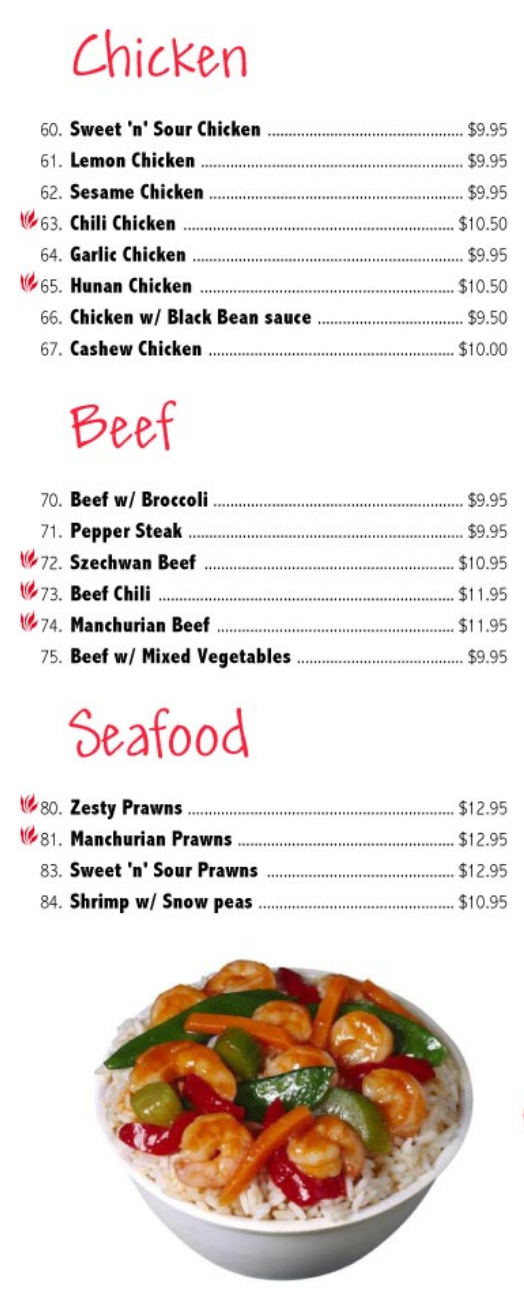 Chicken
60. Sweet 'n' Sour Chicken ............................................... $9.95
61. Lemon Chicken ............................................................... $9.95
62. Sesame Chicken ............................................................. $9.95
63. Chili Chicken ................................................................. $10.50
64. Garlic Chicken ................................................................. $9.95
65. Hunan Chicken ............................................................. $10.50
66. Chicken w/ Black Bean sauce ................................... $9.50
67. Cashew Chicken ........................................................... $10.00
Beef
70. Beef w/ Broccoli ............................................................ $9.95
71. Pepper Steak .................................................................. $9.95
72. Szechwan Beef ............................................................ $10.95
73. Beef Chili ....................................................................... $11.95
74. Manchurian Beef ......................................................... $11.95
75. Beef w/ Mixed Vegetables ........................................ $9.95
Seafood
80. Zesty Prawns ................................................................ $12.95
81. Manchurian Prawns .................................................... $12.95
83. Sweet 'n' Sour Prawns ............................................. $12.95
84. Shrimp w/ Snow peas ............................................... $10.95